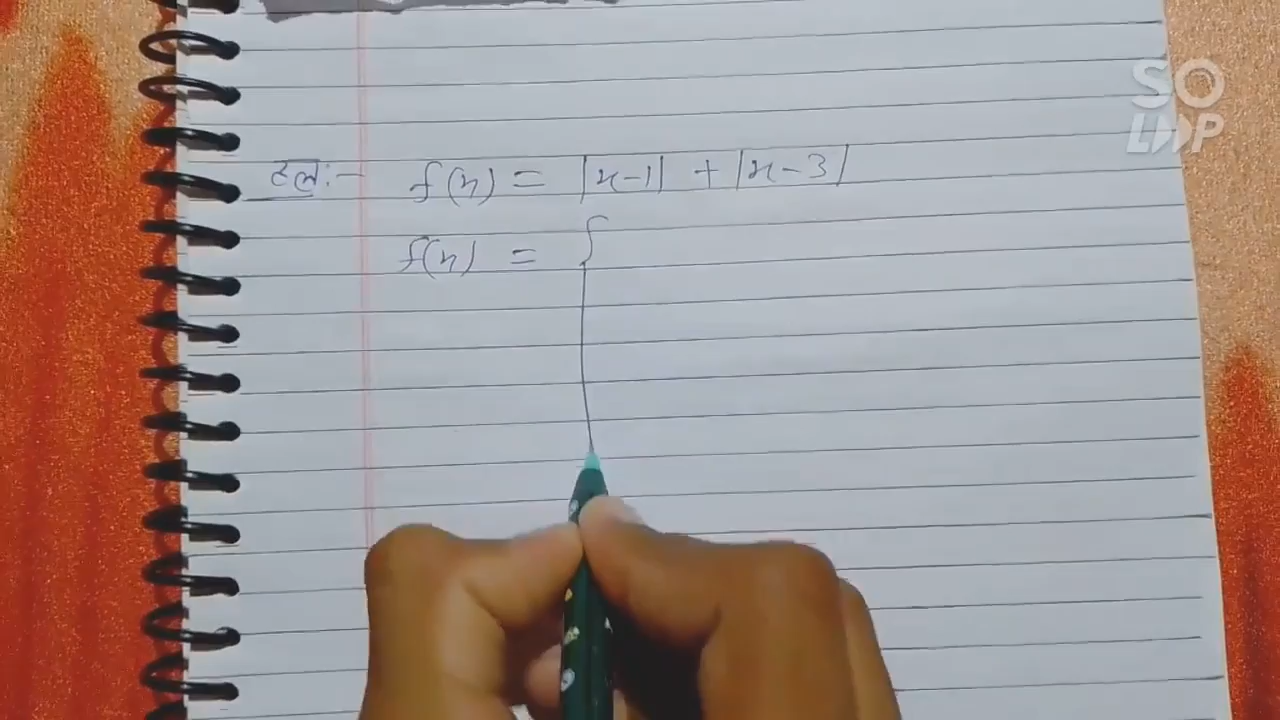 SO
LDP
हल:- f(x) = |x-1| + |x-3|
f(x) = {